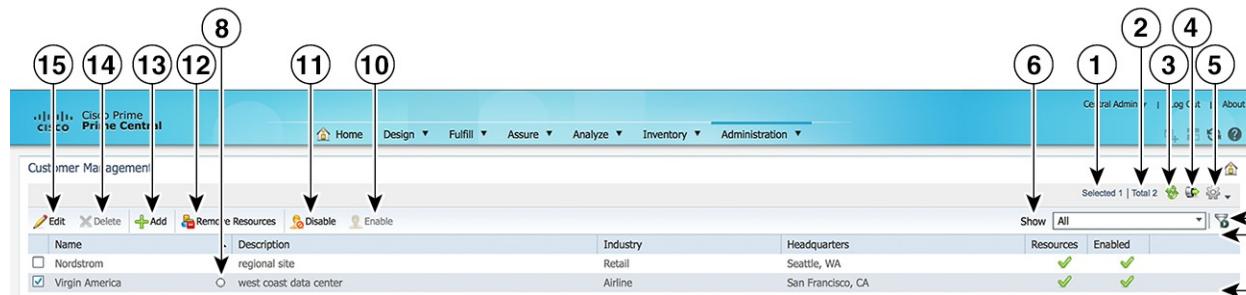 8
2
4
15
14
13
12
11
10
6
1
3
5
Cisco Prime
Prime Central
CISCO
Log Out | About
Home Design Fulfill Assure Analyze Inventory Administration
Customer Management
Selected 1 | Total 2
Edit Delete Add Remove Resources Disable Enable
Show All
Name Description Industry Headquarters Resources Enabled
Nordstrom regional site Retail Seattle, WA
Virgin America west coast data center Airline San Francisco, CA